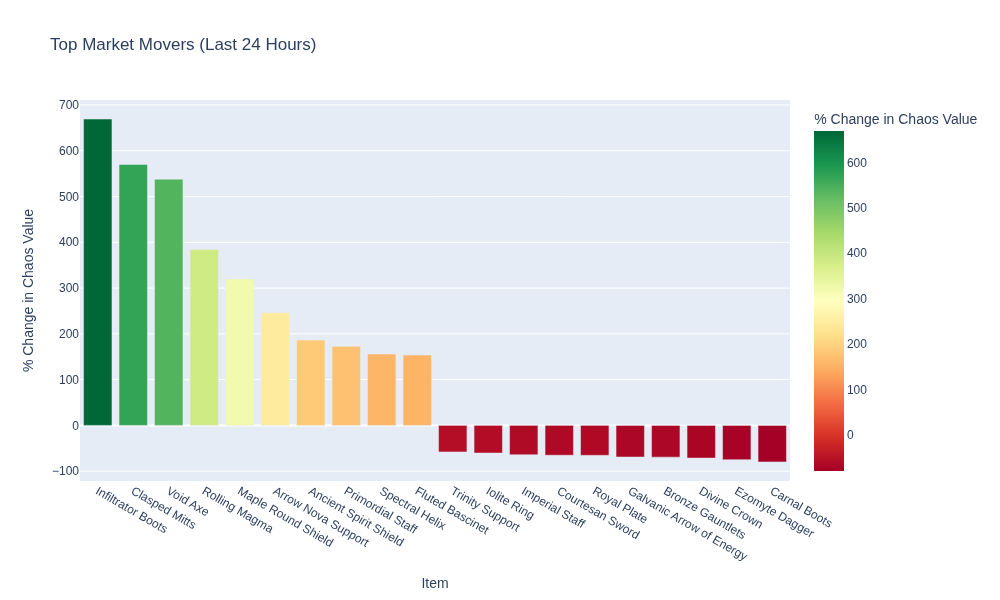 Top Market Movers (Last 24 Hours)
% Change in Chaos Value
700
600
500
400
300
200
100
0
−100
Infiltrator Boots
Clasped Mitts
Void Axe
Rolling Magma
Maple Round Shield
Arrow Nova Support
Ancient Spirit Shield
Primordial Staff
Spectral Helix
Fluted Bascinet
Trinity Support
Iolite Ring
Imperial Staff
Courtesan Sword
Royal Plate
Galvanic Arrow of Energy
Bronze Gauntlets
Divine Crown
Ezomyte Dagger
Carnal Boots
Item
% Change in Chaos Value
600
500
400
300
200
100
0